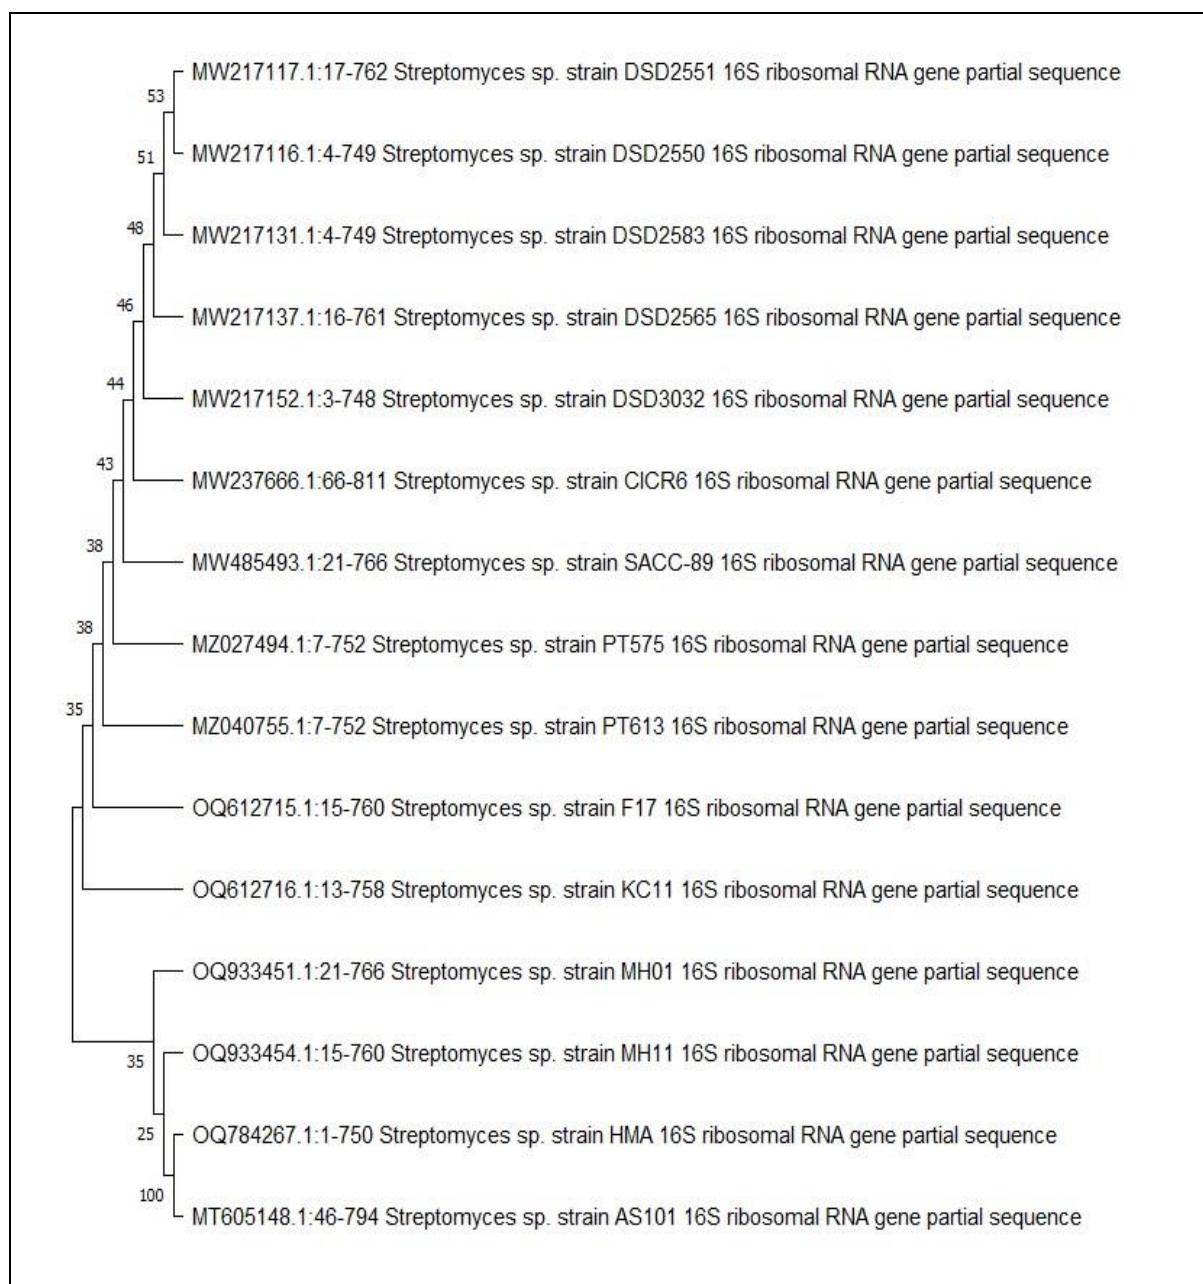 MW217117.1:17-762 Streptomyces sp. strain DSD2551 16S ribosomal RNA gene partial sequence
53
MW217116.1:4-749 Streptomyces sp. strain DSD2550 16S ribosomal RNA gene partial sequence
51
MW217131.1:4-749 Streptomyces sp. strain DSD2583 16S ribosomal RNA gene partial sequence
48
MW217137.1:16-761 Streptomyces sp. strain DSD2565 16S ribosomal RNA gene partial sequence
46
MW217152.1:3-748 Streptomyces sp. strain DSD3032 16S ribosomal RNA gene partial sequence
44
MW237666.1:66-811 Streptomyces sp. strain CICR6 16S ribosomal RNA gene partial sequence
43
MW485493.1:21-766 Streptomyces sp. strain SACC-89 16S ribosomal RNA gene partial sequence
38
MZ027494.1:7-752 Streptomyces sp. strain PT575 16S ribosomal RNA gene partial sequence
38
MZ040755.1:7-752 Streptomyces sp. strain PT613 16S ribosomal RNA gene partial sequence
35
OQ612715.1:15-760 Streptomyces sp. strain F17 16S ribosomal RNA gene partial sequence
OQ612716.1:13-758 Streptomyces sp. strain KC11 16S ribosomal RNA gene partial sequence
OQ933451.1:21-766 Streptomyces sp. strain MH01 16S ribosomal RNA gene partial sequence
OQ933454.1:15-760 Streptomyces sp. strain MH11 16S ribosomal RNA gene partial sequence
35
OQ784267.1:1-750 Streptomyces sp. strain HMA 16S ribosomal RNA gene partial sequence
25
100
MT605148.1:46-794 Streptomyces sp. strain AS101 16S ribosomal RNA gene partial sequence